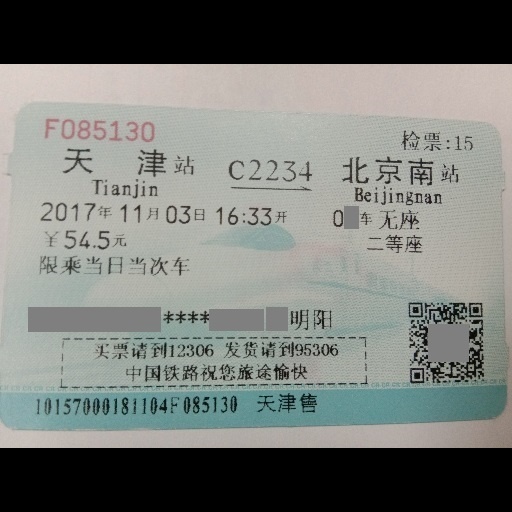 F085130
检票:15
天津站 C2234 北京南站
Tianjin Beijingnan
2017年11月03日16:33开 0车无座
￥54.5元 二等座
限乘当日当次车
****明阳
买票请到12306 发货请到95306
中国铁路祝您旅途愉快
10157000181104F085130 天津售